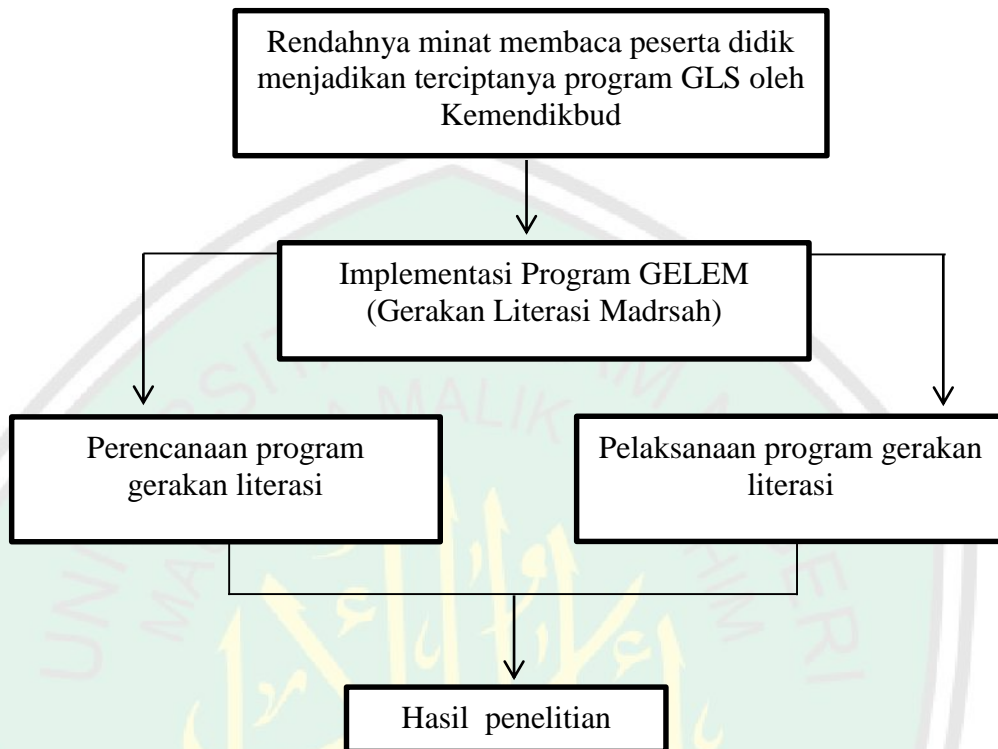 Rendahnya minat membaca peserta didik
menjadikan terciptanya program GLS oleh
Kemendikbud
Implementasi Program GELEM
(Gerakan Literasi Madrsah)
Perencanaan program
gerakan literasi
Pelaksanaan program gerakan
literasi
Hasil penelitian